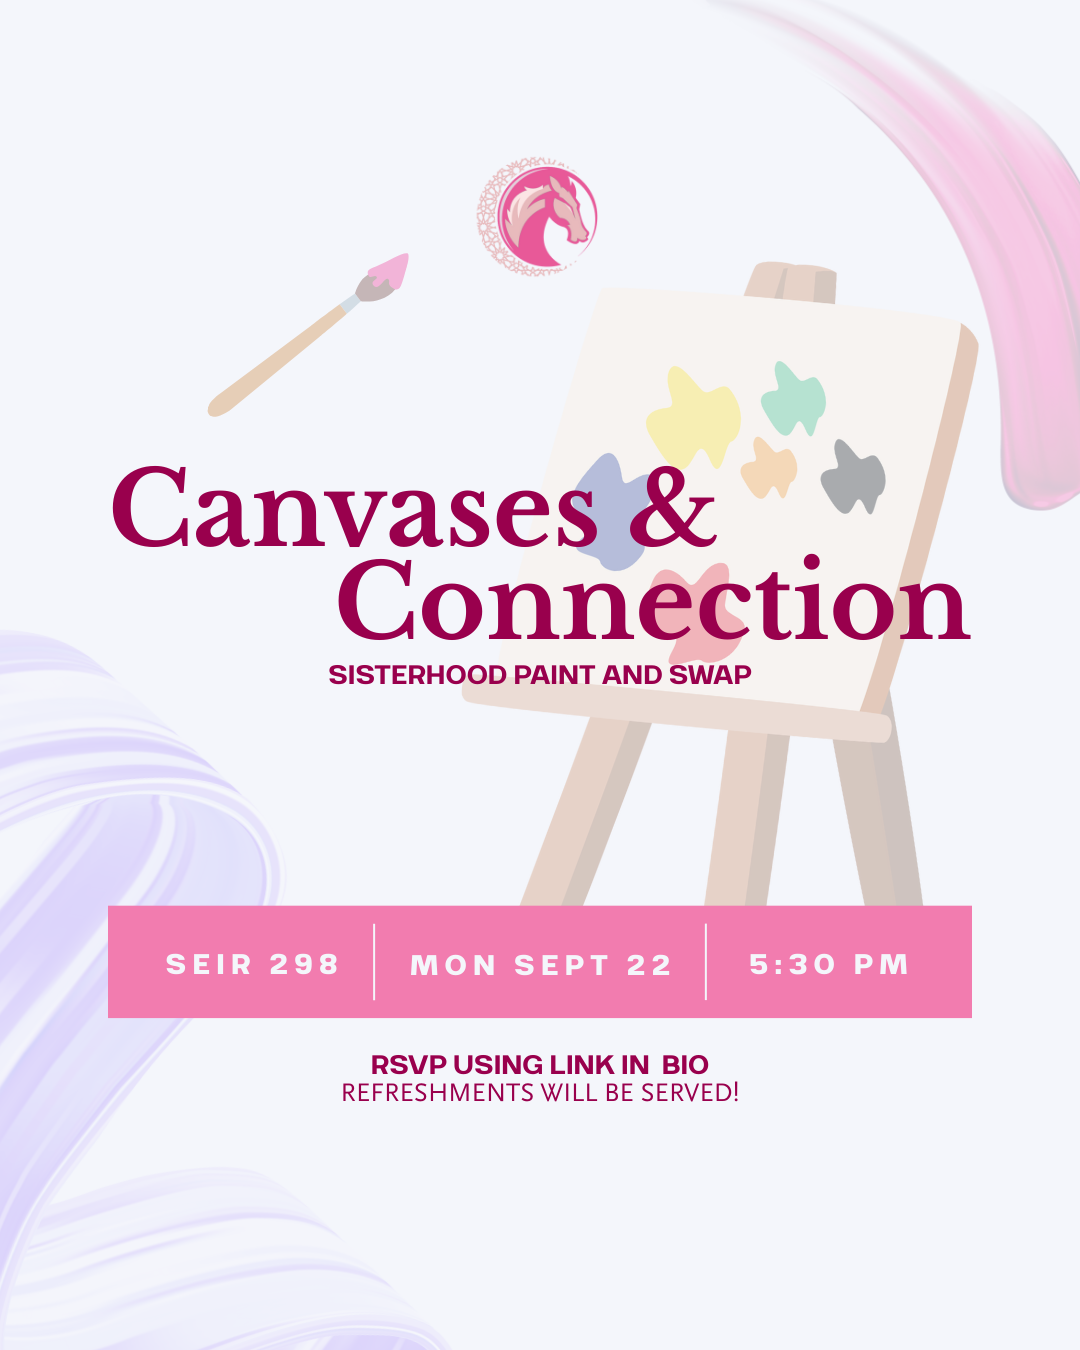 Canvases &
Connection
SISTERHOOD PAINT AND SWAP
SEIR 298
MON SEPT 22
5:30 PM
RSVP USING LINK IN BIO
REFRESHMENTS WILL BE SERVED!